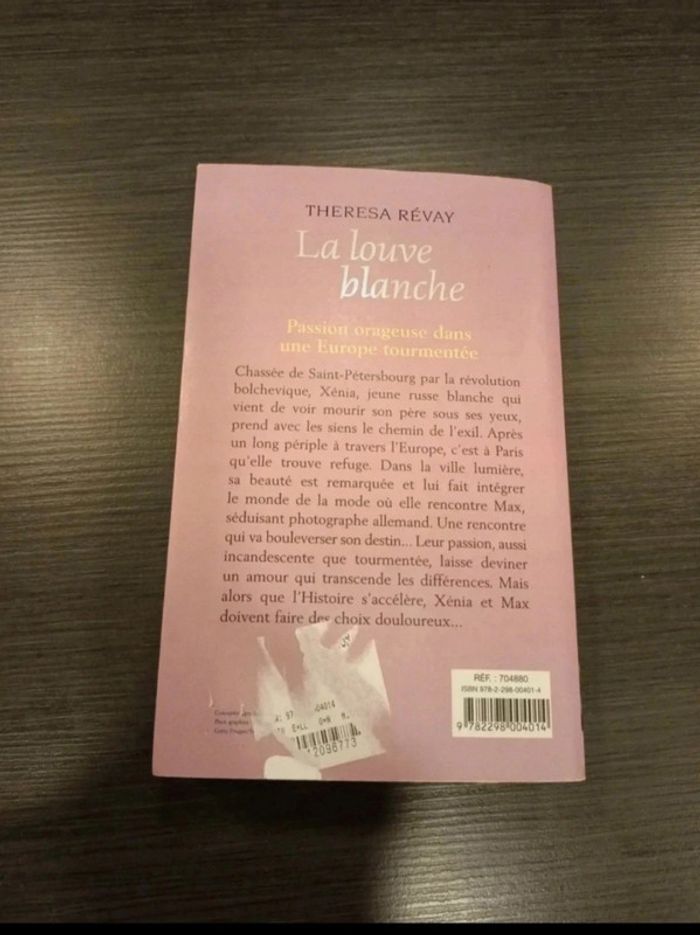 THERESA RÉVAY
La louve
blanche
Passion orageuse dans
une Europe tourmentée
Chassée de Saint-Pétersbourg par la révolution
bolchevique, Xénia, jeune russe blanche qui
vient de voir mourir son père sous ses yeux,
prend avec les siens le chemin de l'exil. Après
un long périple à travers l'Europe, c'est à Paris
qu'elle trouve refuge. Dans la ville lumière,
sa beauté est remarquée et lui fait intégrer
le monde de la mode où elle rencontre Max,
séduisant photographe allemand. Une rencontre
qui va bouleverser son destin... Leur passion, aussi
incandescente que tourmentée, laisse deviner
un amour qui transcende les différences. Mais
alors que l'Histoire s'accélère, Xénia et Max
doivent faire des choix douloureux...
RÉF. : 704880
ISBN 978-2-298-00401-4
9 782298 004014
12096773